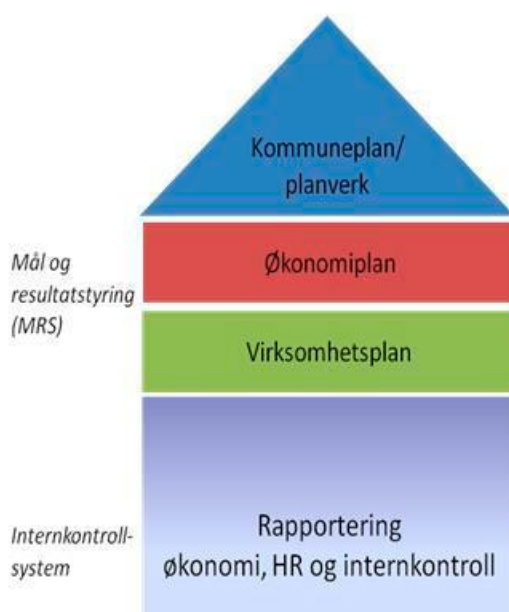 Kommuneplan/
planverk
Mål og
resultatstyring
(MRS)
Økonomiplan
Virksomhetsplan
Internkontroll-
system
Rapportering
økonomi, HR og internkontroll